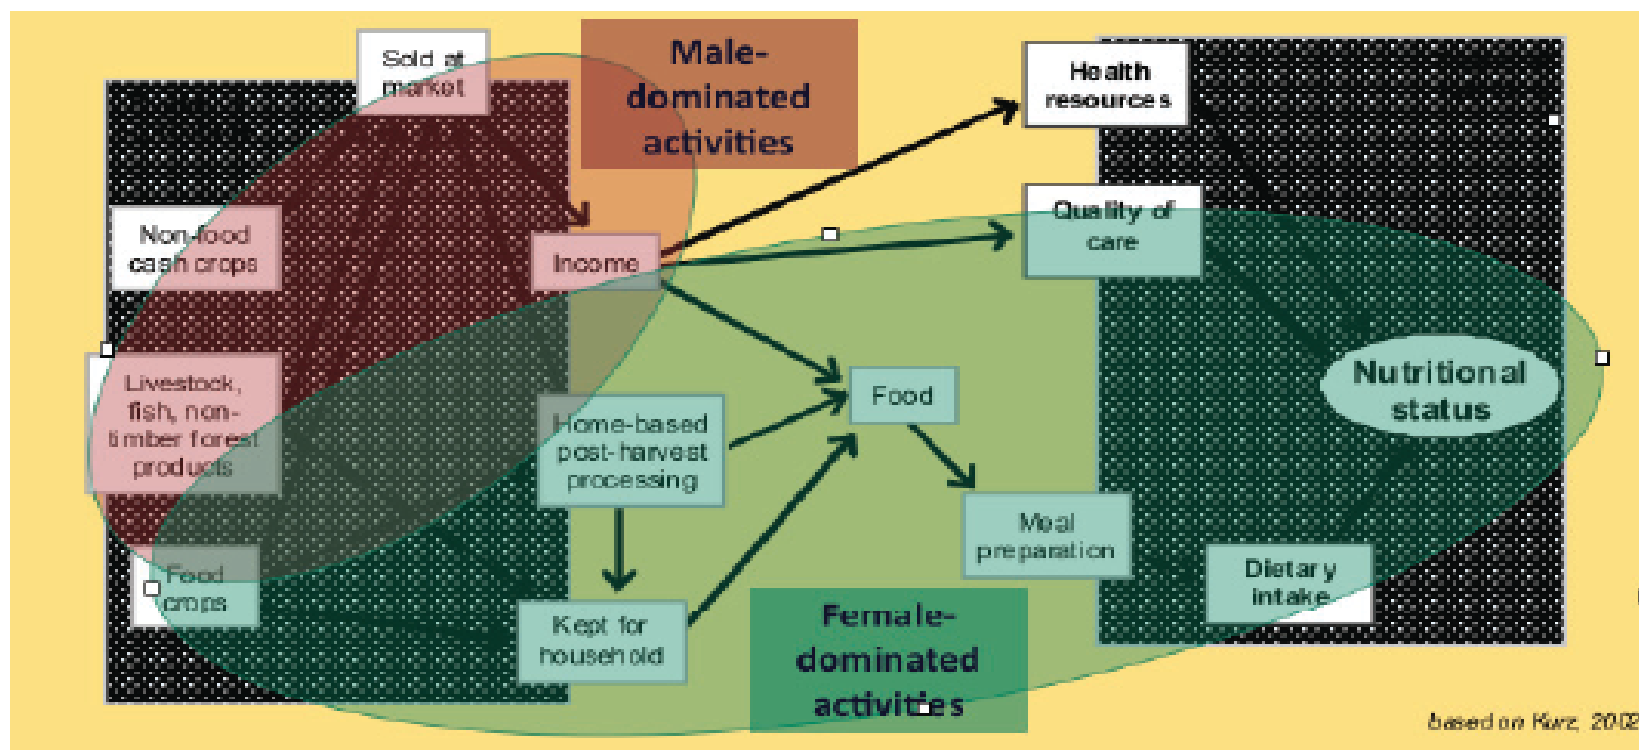 Sold at
market
Male-
dominated
activities
Health
resources
Non-food
cash crops
Income
Quality of
care
Livestock,
fish, non-
timber forest
products
Home-based
post-harvest
processing
Food
Nutritional
status
Food
crops
Kept for
household
Meal
preparation
Dietary
intake
Female-
dominated
activities
based on Kurz, 2002